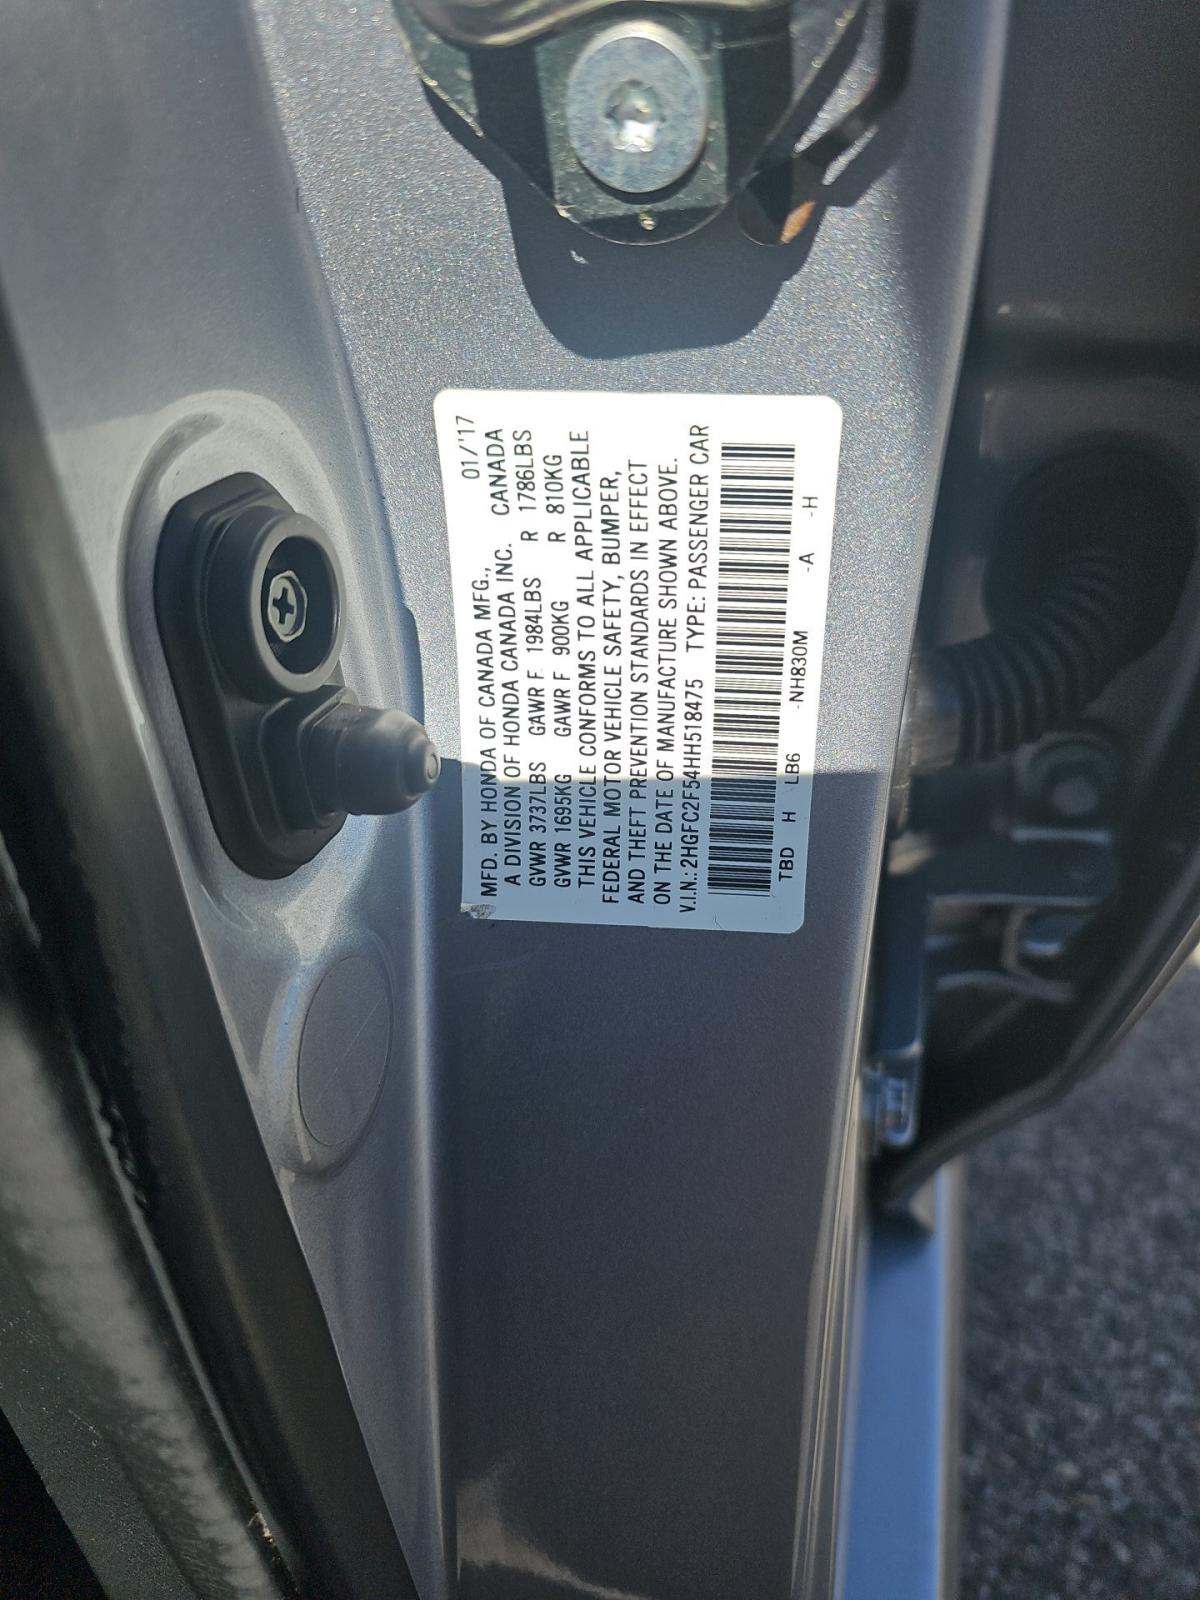 MFD. BY HONDA OF CANADA MFG., 01/'17
A DIVISION OF HONDA CANADA INC. CANADA
GVWR 3737LBS GAWR F 1984LBS R 1786LBS
GVWR 1695KG GAWR F 900KG R 810KG
THIS VEHICLE CONFORMS TO ALL APPLICABLE
FEDERAL MOTOR VEHICLE SAFETY, BUMPER,
AND THEFT PREVENTION STANDARDS IN EFFECT
ON THE DATE OF MANUFACTURE SHOWN ABOVE.
V.I.N.: 2HGFC2F54HH518475 TYPE: PASSENGER CAR
TBD H LB6 -NH830M -A -H